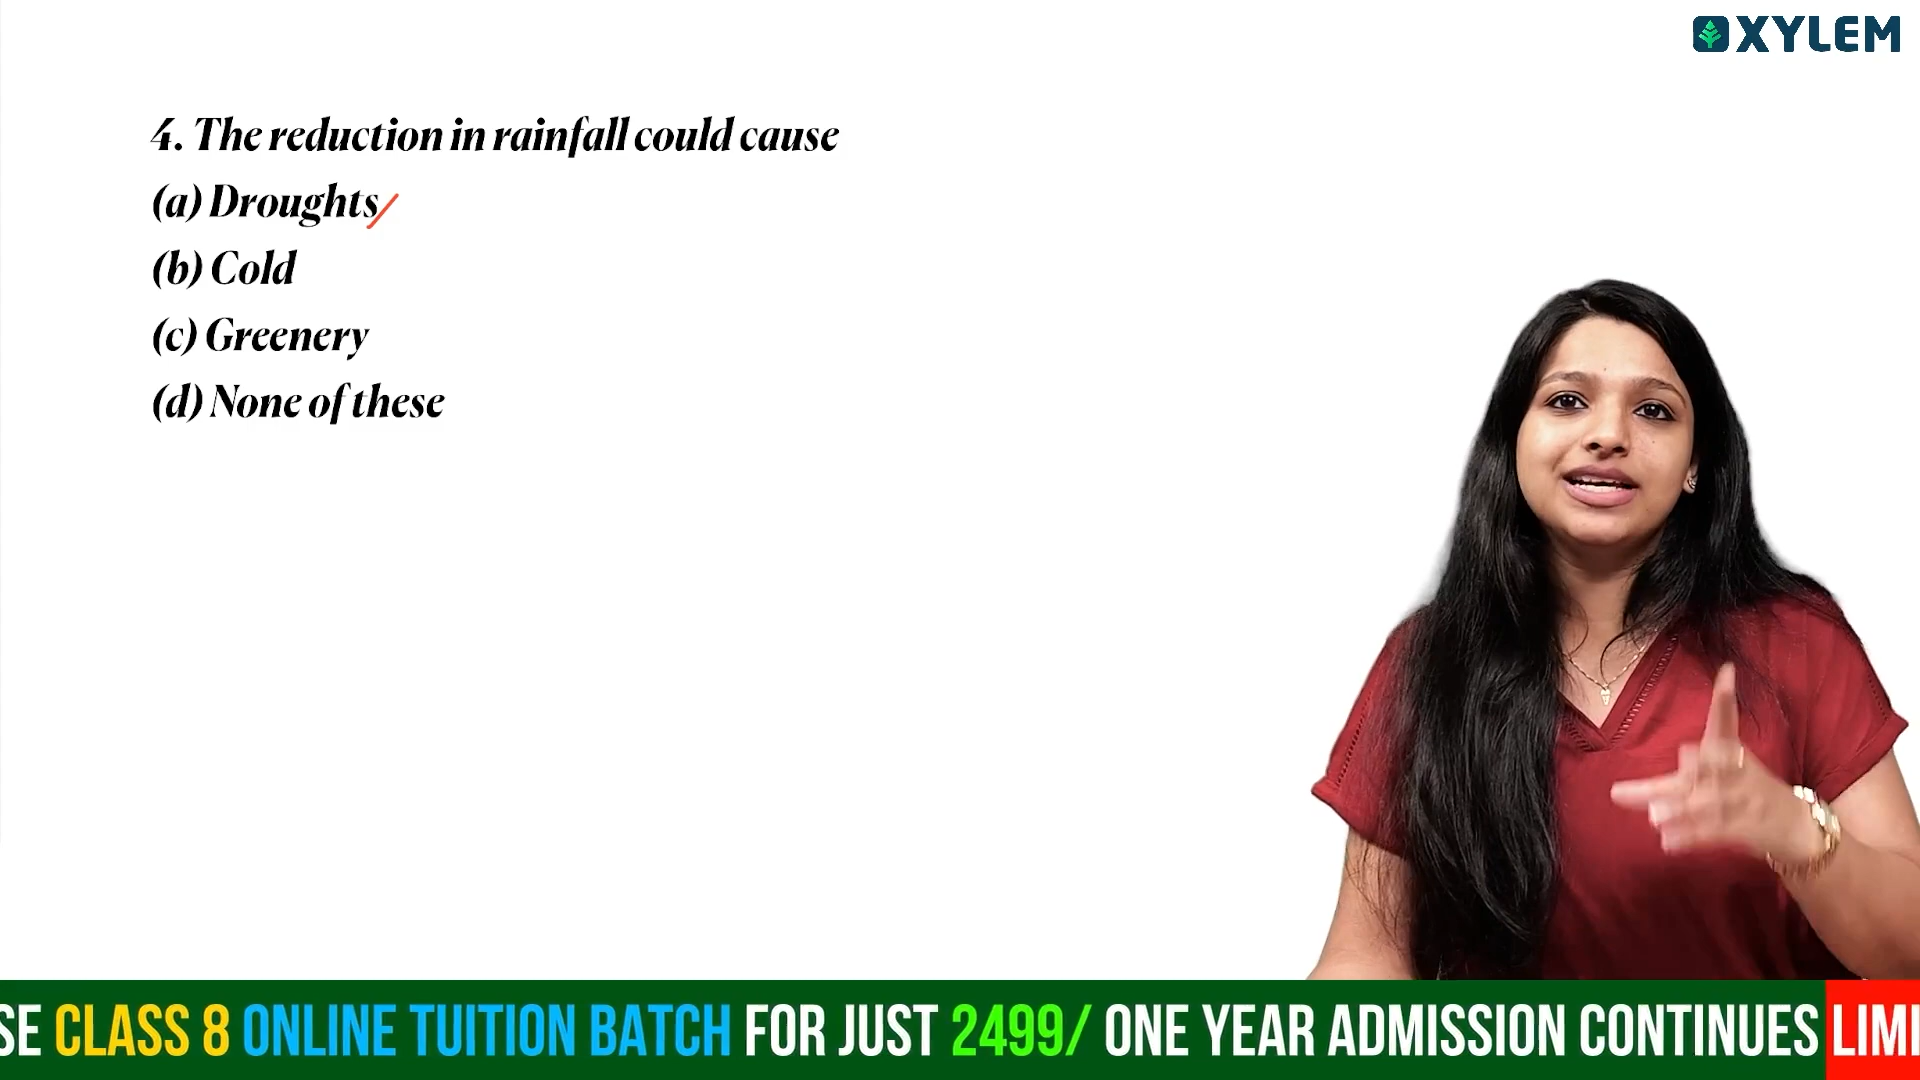 XYLEM
4. The reduction in rainfall could cause
(a) Droughts
(b) Cold
(c) Greenery
(d) None of these
SE CLASS 8 ONLINE TUITION BATCH FOR JUST 2499/ ONE YEAR ADMISSION CONTINUES LIMI